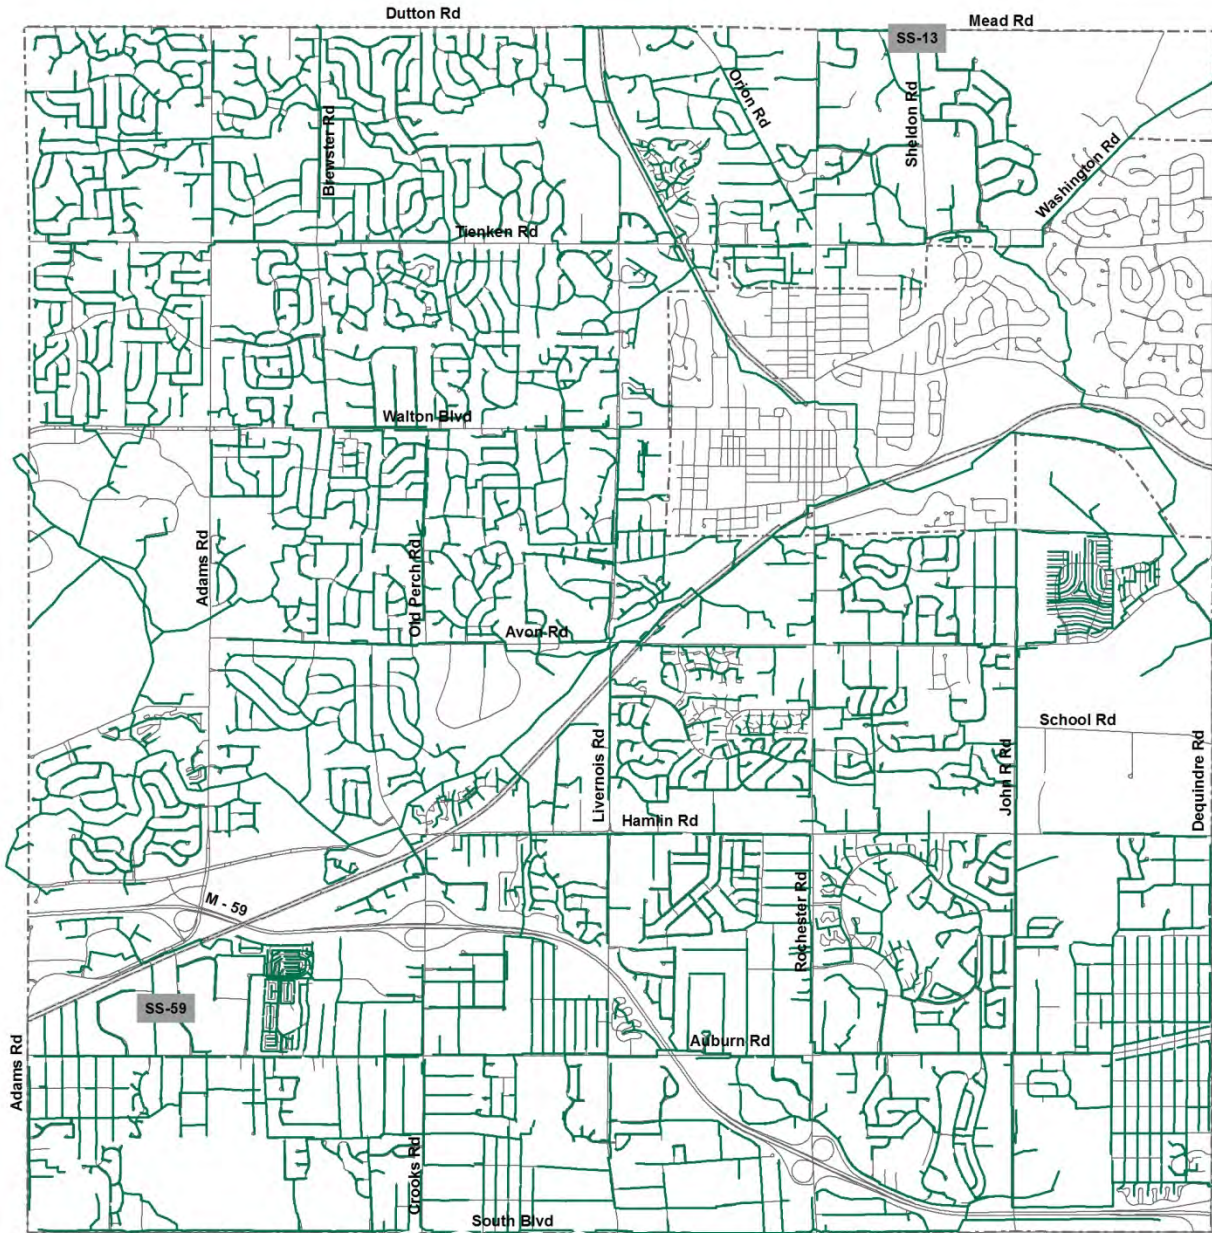 Dutton Rd
Mead Rd
SS-13
Orion Rd
Sheldon Rd
Brewster Rd
Washington Rd
Tienken Rd
Walton Blvd
Adams Rd
Old Perch Rd
Avon Rd
School Rd
Livernois Rd
John R Rd
Dequindre Rd
Hamlin Rd
M - 59
Rochester Rd
SS-59
Auburn Rd
Adams Rd
Crooks Rd
South Blvd